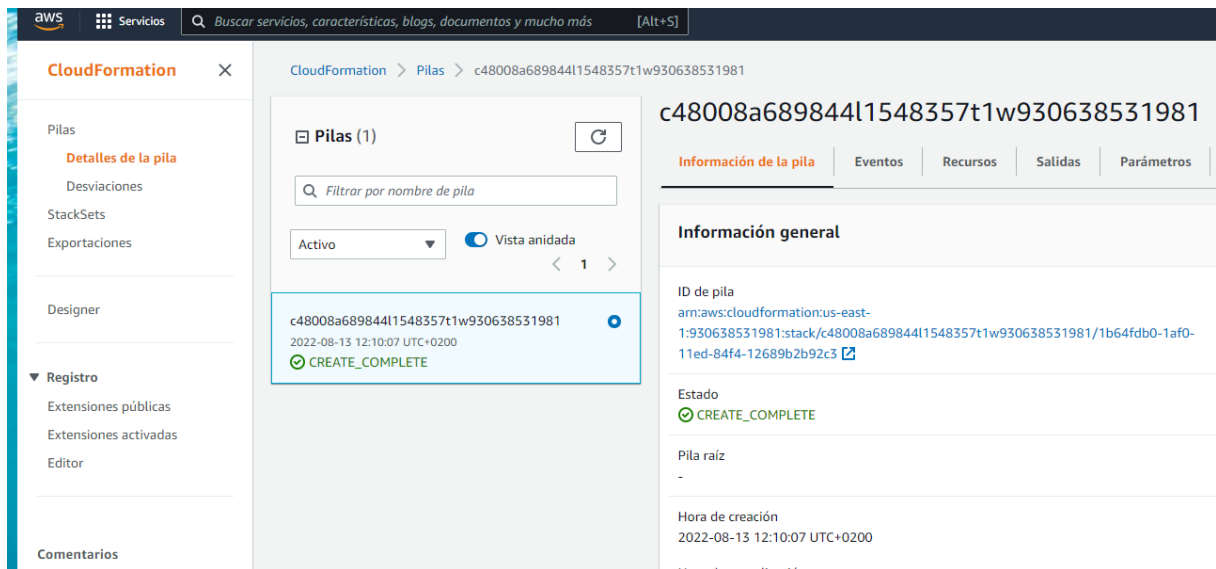 aws
Servicios
Buscar servicios, características, blogs, documentos y mucho más
[Alt+S]
CloudFormation
Pilas
Detalles de la pila
Desviaciones
StackSets
Exportaciones
Designer
Registro
Extensiones públicas
Extensiones activadas
Editor
Comentarios
CloudFormation > Pilas > c48008a689844l1548357t1w930638531981
Pilas (1)
Filtrar por nombre de pila
Activo
Vista anidada
1
c48008a689844l1548357t1w930638531981
2022-08-13 12:10:07 UTC+0200
CREATE_COMPLETE
c48008a689844l1548357t1w930638531981
Información de la pila
Eventos
Recursos
Salidas
Parámetros
Información general
ID de pila
arn:aws:cloudformation:us-east-
1:930638531981:stack/c48008a689844l1548357t1w930638531981/1b64fdb0-1af0-
11ed-84f4-12689b2b92c3
Estado
CREATE_COMPLETE
Pila raíz
-
Hora de creación
2022-08-13 12:10:07 UTC+0200